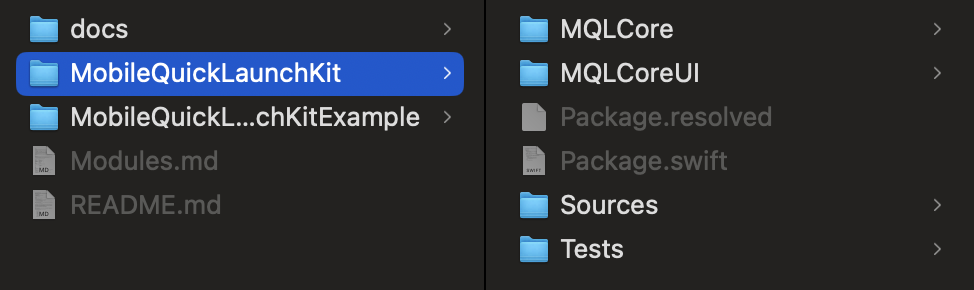 docs
MobileQuickLaunchKit
MobileQuickL...chKitExample
Modules.md
README.md
MQLCore
MQLCoreUI
Package.resolved
Package.swift
Sources
Tests